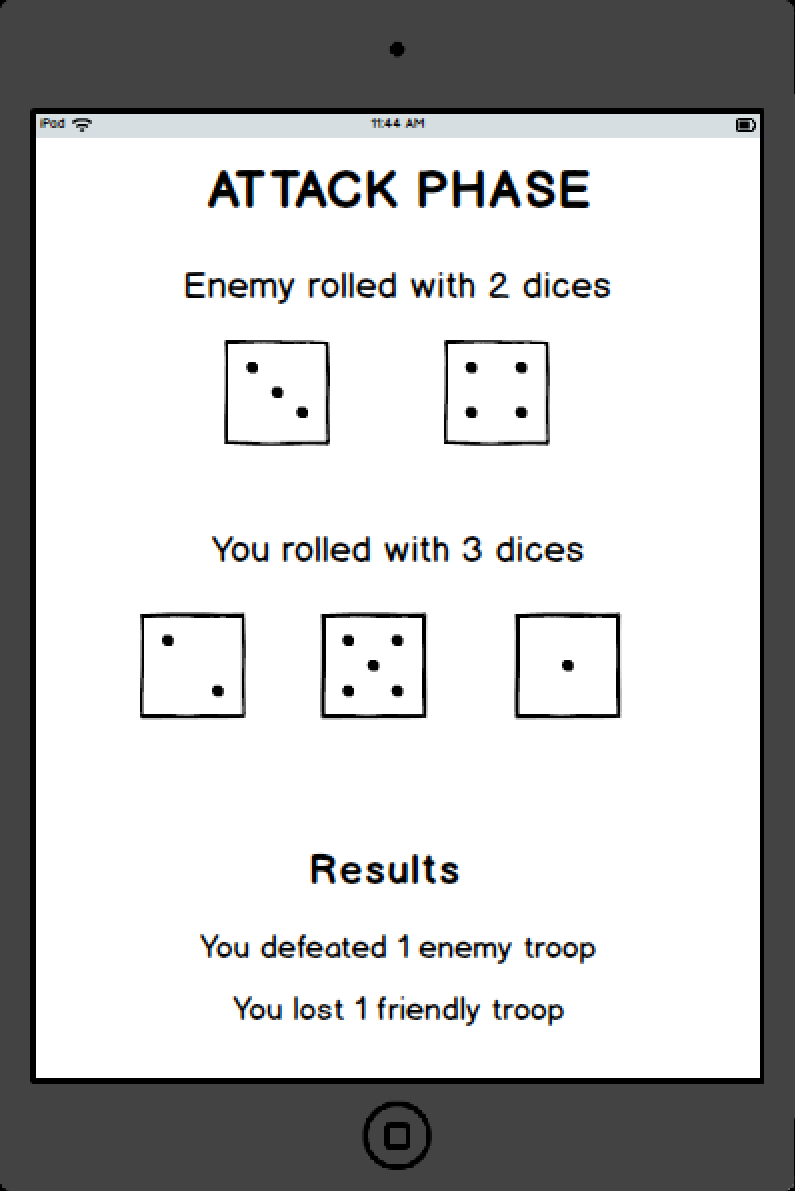 iPad 11:44 AM
ATTACK PHASE
Enemy rolled with 2 dices
You rolled with 3 dices
Results
You defeated 1 enemy troop
You lost 1 friendly troop